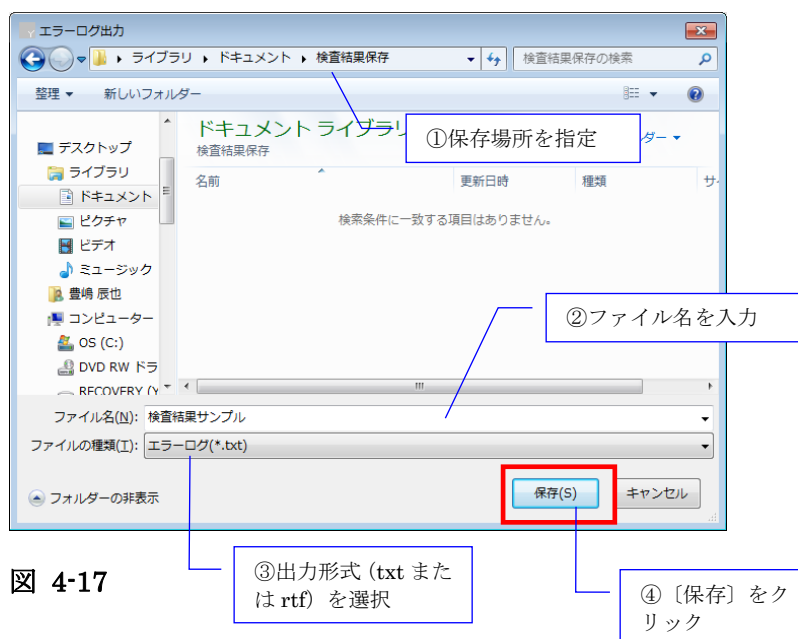 エラーログ出力
ライブラリ ドキュメント 検査結果保存
検査結果保存の検索
整理 新しいフォルダー
ドキュメント ライブラリ
検査結果保存
①保存場所を指定
ダー
名前 更新日時 種類 サ
検索条件に一致する項目はありません。
デスクトップ
ライブラリ
ドキュメント
ピクチャ
ビデオ
ミュージック
豊嶋 辰也
コンピューター
OS (C:)
DVD RW ドラ
RECOVERY (Y
②ファイル名を入力
ファイル名(N): 検査結果サンプル
ファイルの種類(T): エラーログ(*.txt)
フォルダーの非表示
保存(S) キャンセル
図 4-17
③出力形式(txt また
は rtf)を選択
④〔保存〕をク
リック